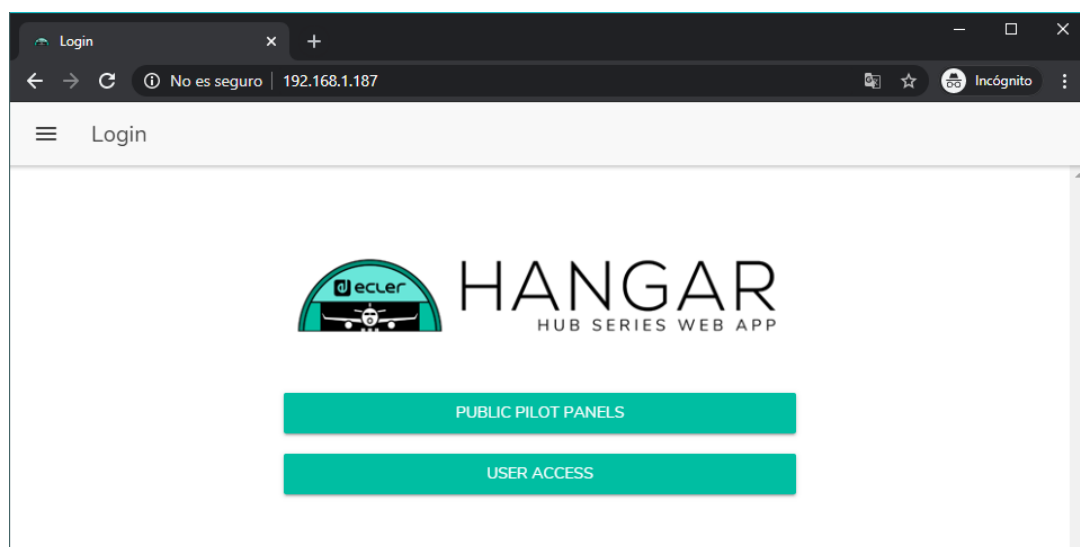 Login
No es seguro 192.168.1.187 Incógnito
Login
ecler HANGAR
HUB SERIES WEB APP
PUBLIC PILOT PANELS
USER ACCESS